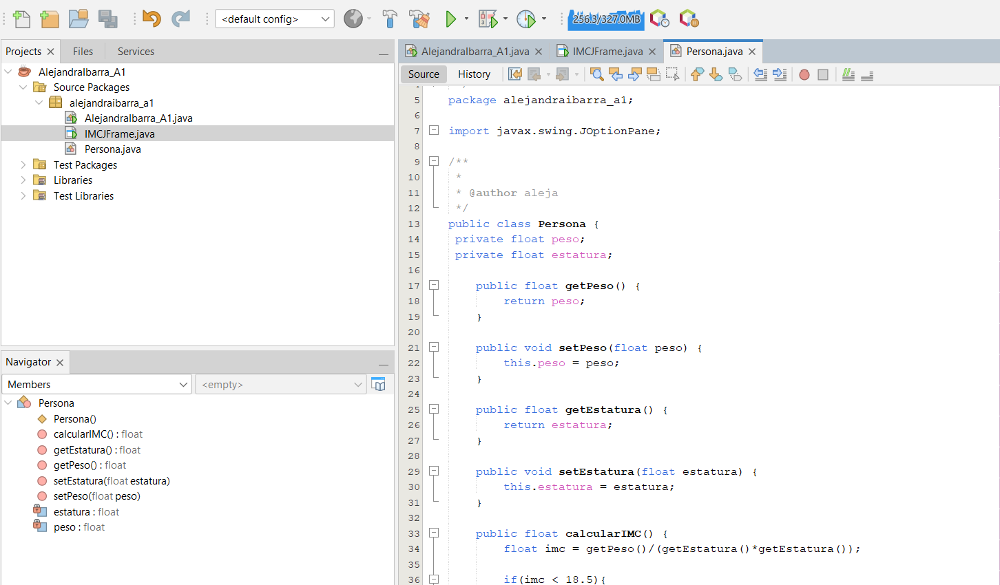 <default config>
256.3/327.0MB
Projects
Files
Services
AlejandraIbarra_A1
Source Packages
alejandraibarra_a1
AlejandraIbarra_A1.java
IMCJFrame.java
Persona.java
Test Packages
Libraries
Test Libraries
Navigator
Members
<empty>
Persona
Persona()
calcularIMC() : float
getEstatura() : float
getPeso() : float
setEstatura(float estatura)
setPeso(float peso)
estatura : float
peso : float
AlejandraIbarra_A1.java
IMCJFrame.java
Persona.java
Source
History
5 package alejandraibarra_a1;
6
7 import javax.swing.JOptionPane;
8
9 /**
10 *
11 * @author aleja
12 */
13 public class Persona {
14 private float peso;
15 private float estatura;
16
17 public float getPeso() {
18 return peso;
19 }
20
21 public void setPeso(float peso) {
22 this.peso = peso;
23 }
24
25 public float getEstatura() {
26 return estatura;
27 }
28
29 public void setEstatura(float estatura) {
30 this.estatura = estatura;
31 }
32
33 public float calcularIMC() {
34 float imc = getPeso()/(getEstatura()*getEstatura());
35
36 if(imc < 18.5){